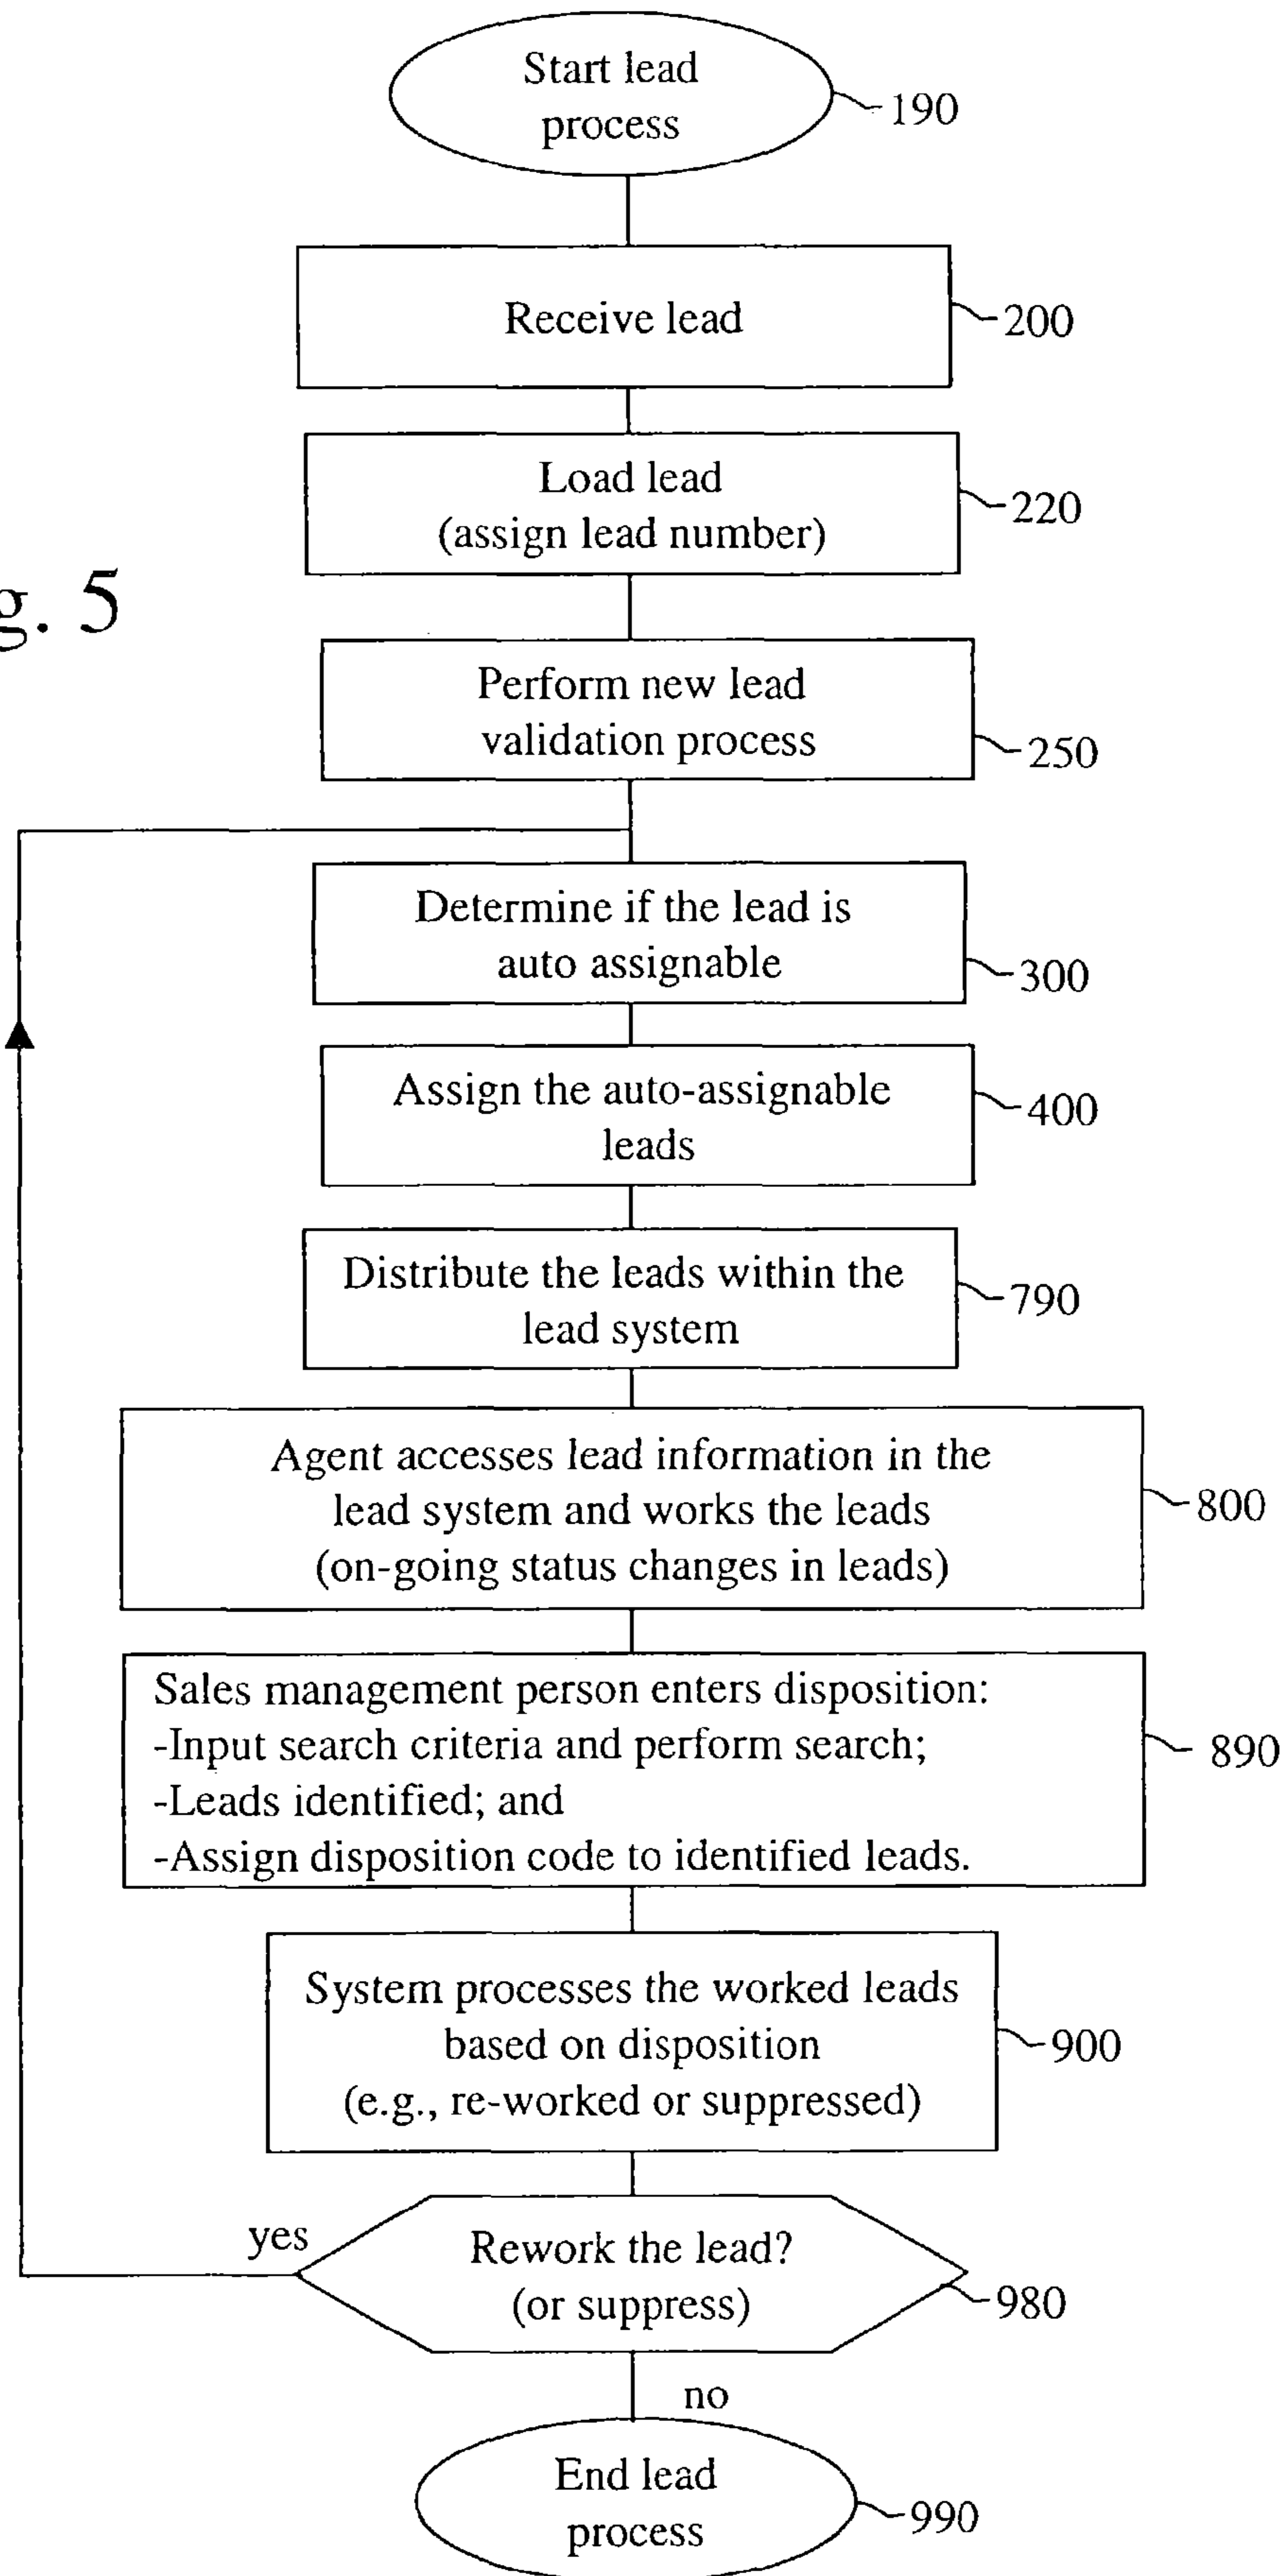 Start lead
process
190
Receive lead
200
Load lead
(assign lead number)
220
g. 5
Perform new lead
validation process
250
Determine if the lead is
auto assignable
300
Assign the auto-assignable
leads
400
Distribute the leads within the
lead system
790
Agent accesses lead information in the
lead system and works the leads
(on-going status changes in leads)
800
Sales management person enters disposition:
-Input search criteria and perform search;
-Leads identified; and
-Assign disposition code to identified leads.
890
System processes the worked leads
based on disposition
(e.g., re-worked or suppressed)
900
yes
Rework the lead?
(or suppress)
980
no
End lead
process
990